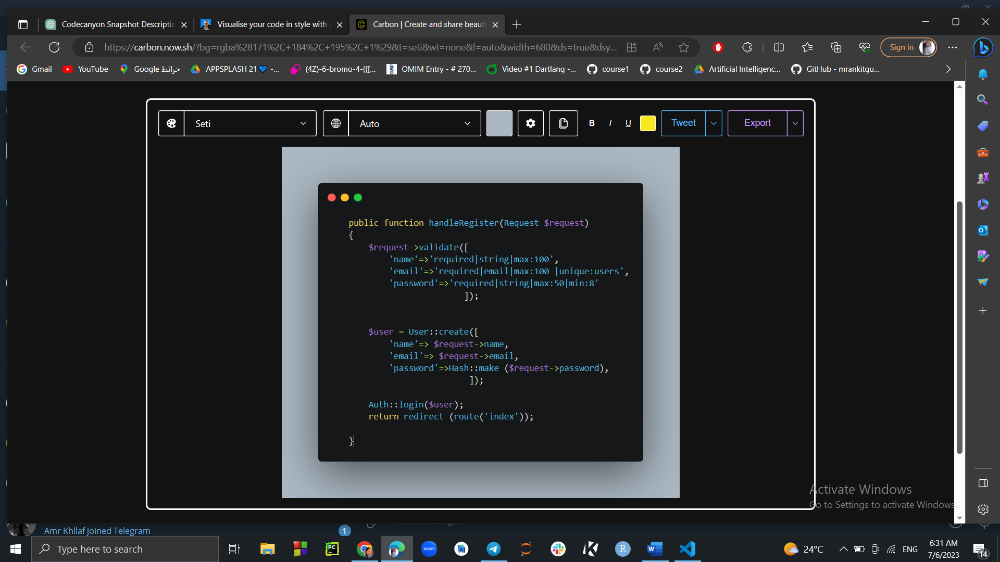 Codecanyon Snapshot Descriptio
Visualise your code in style with
Carbon | Create and share beauti
https://carbon.now.sh/?bg=rgba%28171%2C+184%2C+195%2C+1%29&t=seti&wt=none&l=auto&width=680&ds=true&dsy...
Sign in
Gmail
YouTube
Google خرائط
APPSPLASH 21💙 -...
(4Z)-6-bromo-4-({[...
OMIM Entry - # 270...
Video #1 Dartlang -...
course1
course2
Artificial Intelligenc...
GitHub - mrankitgu...
Seti
Auto
B
I
U
Tweet
Export
public function handleRegister(Request $request)
{
$request->validate([
'name'=>'required|string|max:100',
'email'=>'required|email|max:100 |unique:users',
'password'=>'required|string|max:50|min:8'
]);
$user = User::create([
'name'=> $request->name,
'email'=> $request->email,
'password'=>Hash::make ($request->password),
]);
Auth::login($user);
return redirect (route('index'));
}
Activate Windows
Go to Settings to activate Windows.
Amr Khllaf joined Telegram
1
Type here to search
PC
zoom
R
W
24°C
ENG
6:31 AM
7/6/2023
14